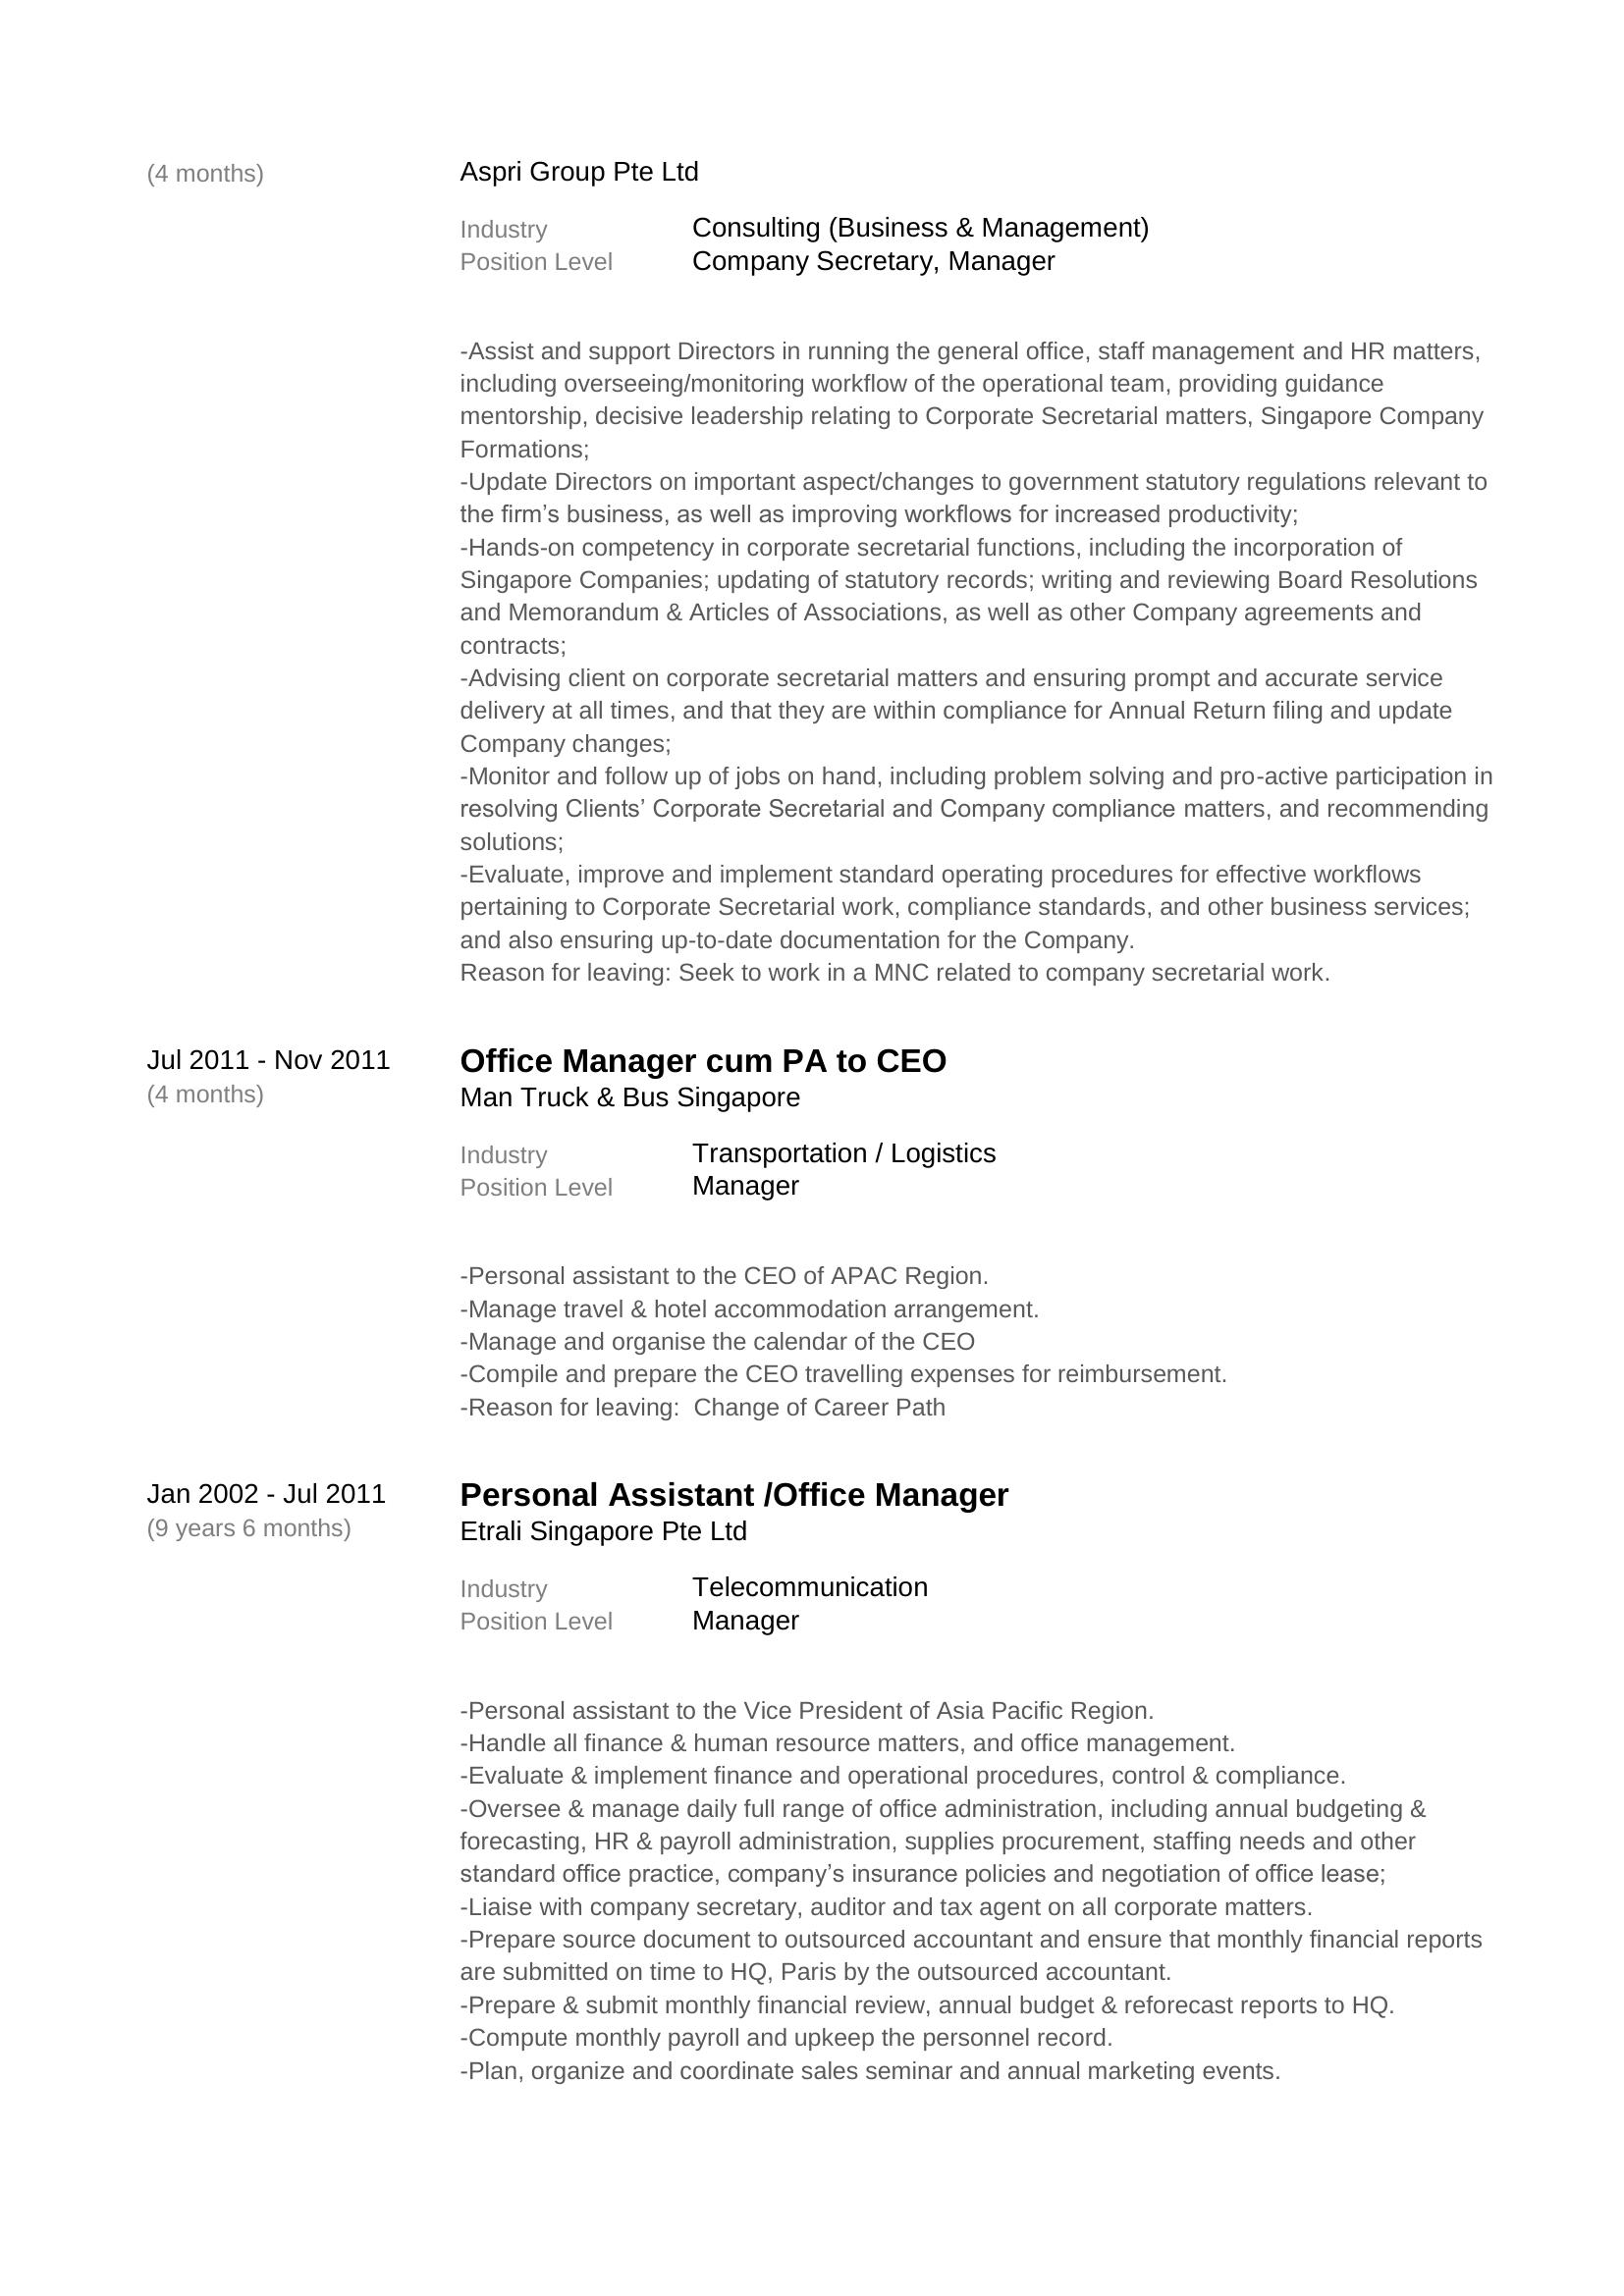 (4 months) Aspri Group Pte Ltd
Industry Consulting (Business & Management)
Position Level Company Secretary, Manager
-Assist and support Directors in running the general office, staff management and HR matters,
including overseeing/monitoring workflow of the operational team, providing guidance
mentorship, decisive leadership relating to Corporate Secretarial matters, Singapore Company
Formations;
-Update Directors on important aspect/changes to government statutory regulations relevant to
the firm’s business, as well as improving workflows for increased productivity;
-Hands-on competency in corporate secretarial functions, including the incorporation of
Singapore Companies; updating of statutory records; writing and reviewing Board Resolutions
and Memorandum & Articles of Associations, as well as other Company agreements and
contracts;
-Advising client on corporate secretarial matters and ensuring prompt and accurate service
delivery at all times, and that they are within compliance for Annual Return filing and update
Company changes;
-Monitor and follow up of jobs on hand, including problem solving and pro-active participation in
resolving Clients’ Corporate Secretarial and Company compliance matters, and recommending
solutions;
-Evaluate, improve and implement standard operating procedures for effective workflows
pertaining to Corporate Secretarial work, compliance standards, and other business services;
and also ensuring up-to-date documentation for the Company.
Reason for leaving: Seek to work in a MNC related to company secretarial work.
Jul 2011 - Nov 2011 Office Manager cum PA to CEO
(4 months) Man Truck & Bus Singapore
Industry Transportation / Logistics
Position Level Manager
-Personal assistant to the CEO of APAC Region.
-Manage travel & hotel accommodation arrangement.
-Manage and organise the calendar of the CEO
-Compile and prepare the CEO travelling expenses for reimbursement.
-Reason for leaving:  Change of Career Path
Jan 2002 - Jul 2011 Personal Assistant /Office Manager
(9 years 6 months) Etrali Singapore Pte Ltd
Industry Telecommunication
Position Level Manager
-Personal assistant to the Vice President of Asia Pacific Region.
-Handle all finance & human resource matters, and office management.
-Evaluate & implement finance and operational procedures, control & compliance.
-Oversee & manage daily full range of office administration, including annual budgeting &
forecasting, HR & payroll administration, supplies procurement, staffing needs and other
standard office practice, company’s insurance policies and negotiation of office lease;
-Liaise with company secretary, auditor and tax agent on all corporate matters.
-Prepare source document to outsourced accountant and ensure that monthly financial reports
are submitted on time to HQ, Paris by the outsourced accountant.
-Prepare & submit monthly financial review, annual budget & reforecast reports to HQ.
-Compute monthly payroll and upkeep the personnel record.
-Plan, organize and coordinate sales seminar and annual marketing events.